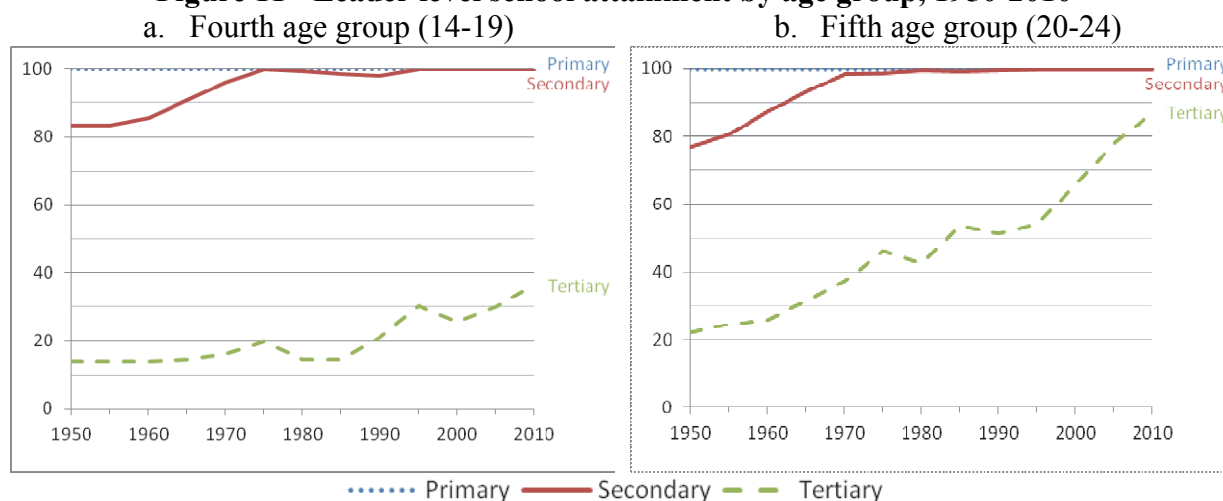 a. Fourth age group (14-19)
100
80
60
40
20
0
1950 1960 1970 1980 1990 2000 2010
Primary
Secondary
Tertiary
b. Fifth age group (20-24)
100
80
60
40
20
0
1950 1960 1970 1980 1990 2000 2010
Primary
Secondary
Tertiary
Primary Secondary Tertiary